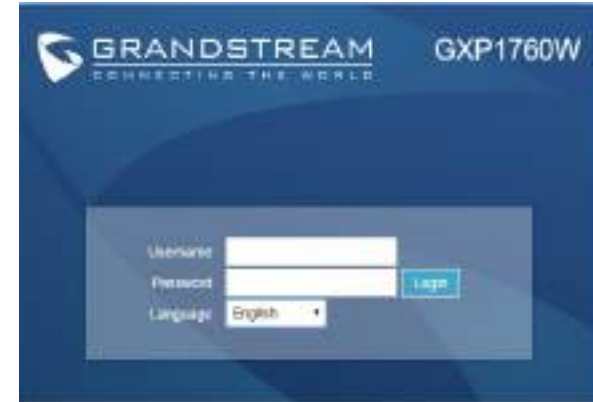 GRANDSTREAM
GXP1760W
CONNECTING THE WORLD
Username
Password
Login
Language
English